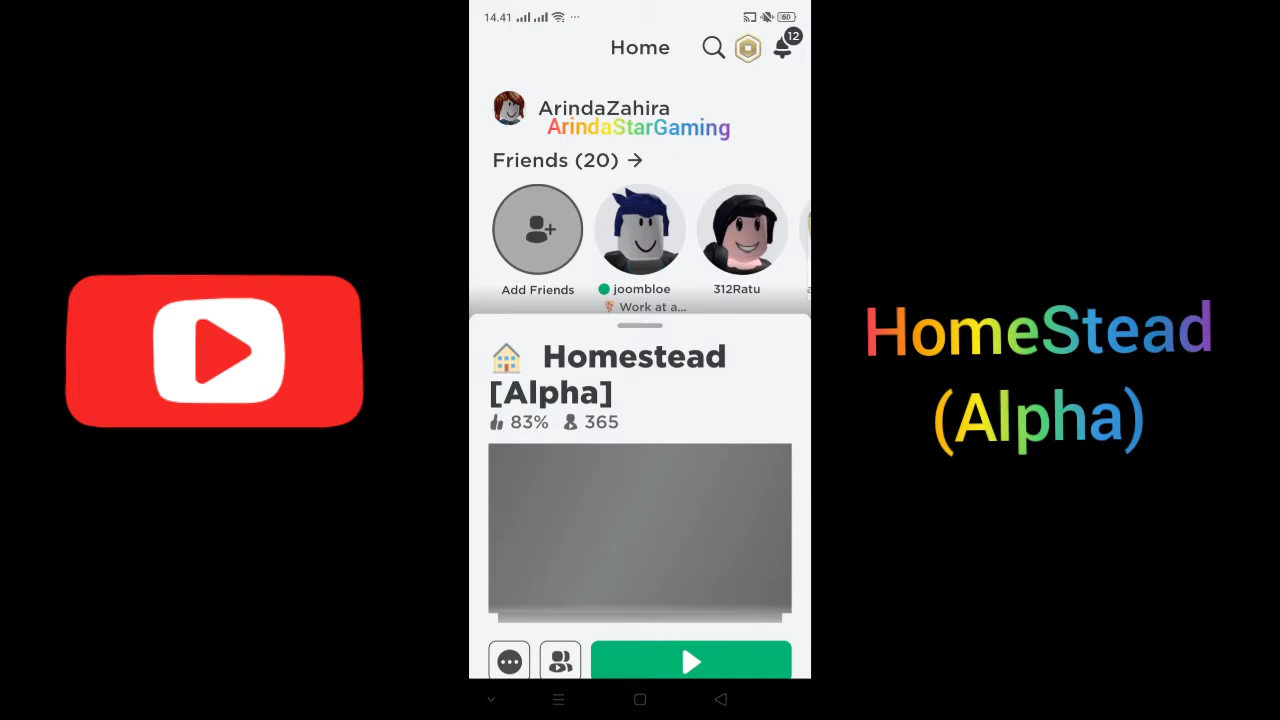 14.41
60
Home
12
ArindaZahira
ArindaStarGaming
Friends (20) →
Add Friends
joombloe
312Ratu
Work at a...
🏠 Homestead
[Alpha]
83% 365
HomeStead
(Alpha)